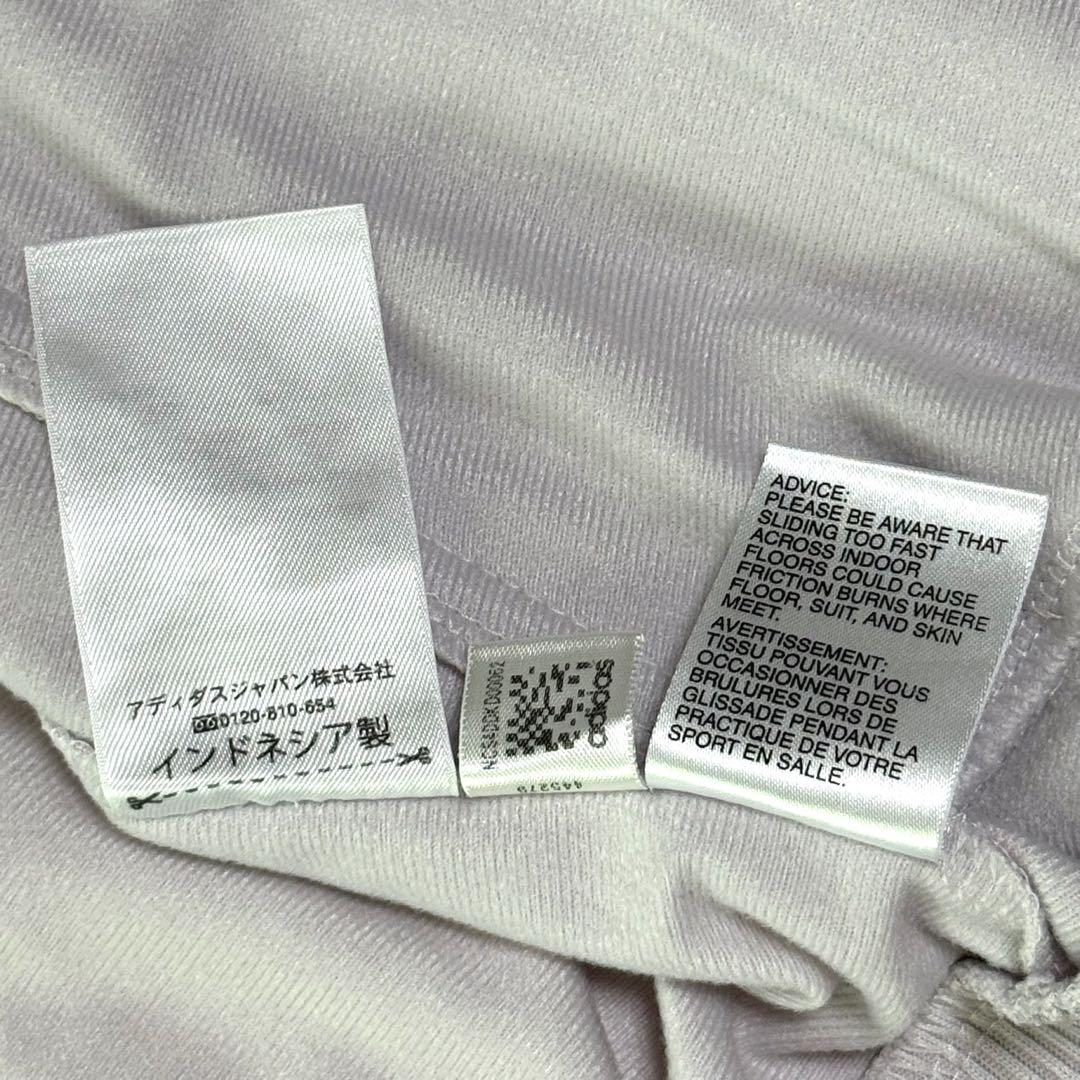 アディダスジャパン株式会社
0120-810-654
インドネシア製
adidas
ADVICE:
PLEASE BE AWARE THAT
SLIDING TOO FAST
ACROSS INDOOR
FLOORS COULD CAUSE
FRICTION BURNS WHERE
FLOOR, SUIT, AND SKIN
MEET.
AVERTISSEMENT:
TISSU POUVANT VOUS
OCCASIONNER DES
BRULURES LORS DE
GLISSADE PENDANT LA
PRACTIQUE DE VOTRE
SPORT EN SALLE.